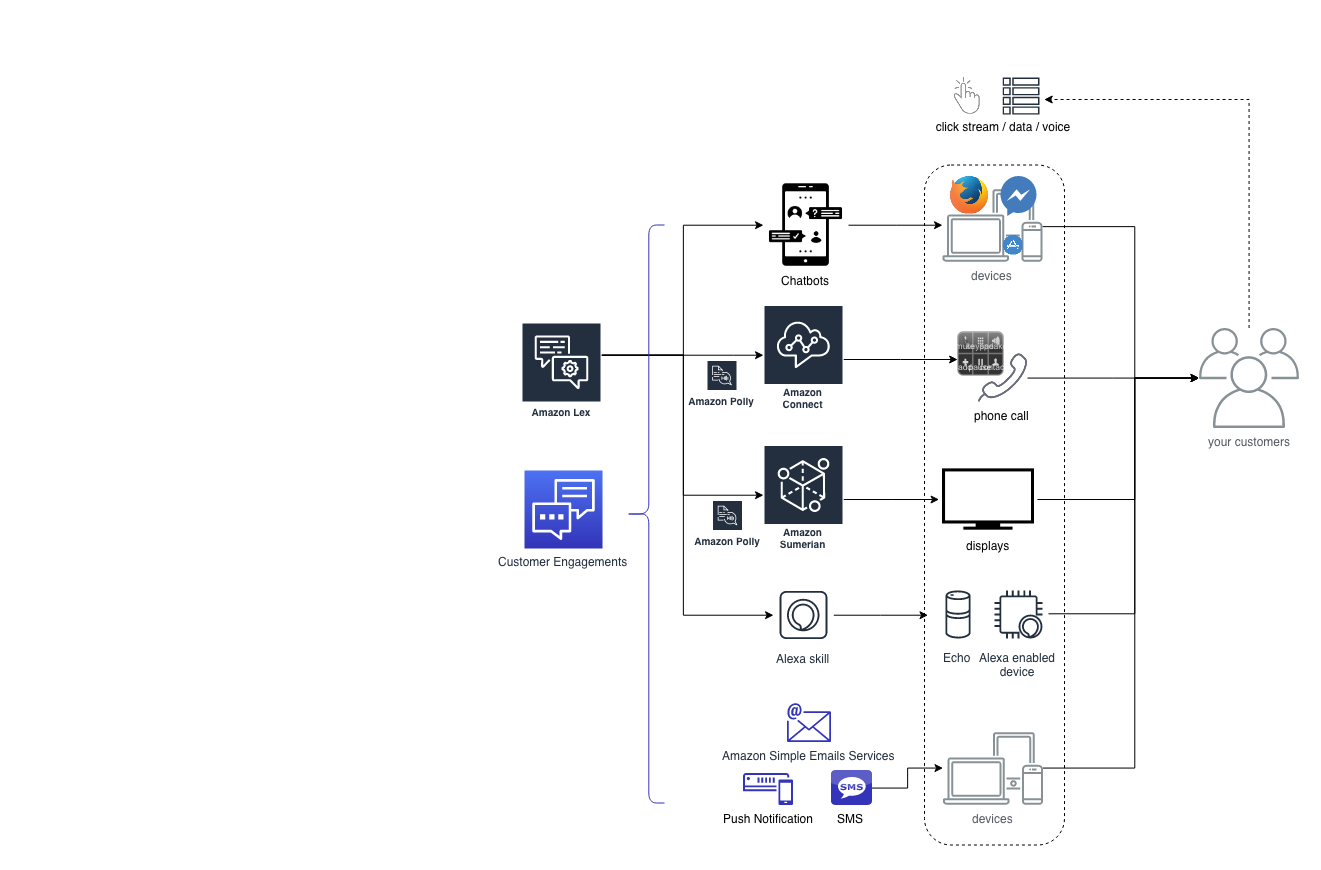 click stream / data / voice
?
devices
Chatbots
Amazon Lex
Amazon Polly
Amazon
Connect
phone call
your customers
Customer Engagements
Amazon Polly
Amazon
Sumerian
displays
Alexa skill
Echo
Alexa enabled
device
@
Amazon Simple Emails Services
SMS
Push Notification
SMS
devices